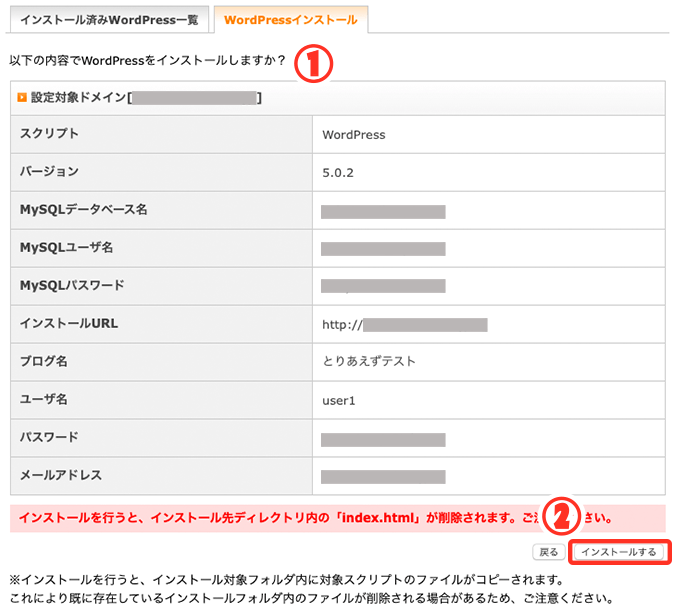 インストール済みWordPress一覧 WordPressインストール
以下の内容でWordPressをインストールしますか？ 1
設定対象ドメイン[ ]
スクリプト WordPress
バージョン 5.0.2
MySQLデータベース名
MySQLユーザ名
MySQLパスワード
インストールURL http://
ブログ名 とりあえずテスト
ユーザ名 user1
パスワード
メールアドレス
インストールを行うと、インストール先ディレクトリ内の「index.html」が削除されます。ご さい。
2
戻る インストールする
※インストールを行うと、インストール対象フォルダ内に対象スクリプトのファイルがコピーされます。
これにより既に存在しているインストールフォルダ内のファイルが削除される場合があるため、ご注意ください。